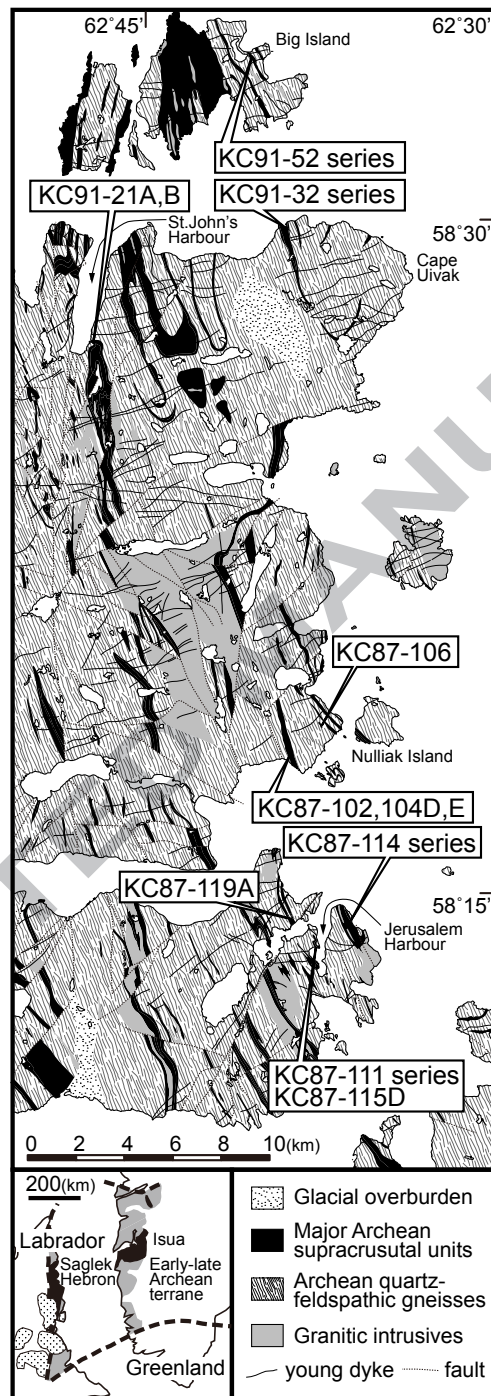 62˚45'
62˚30'
Big Island
KC91-52 series
KC91-21A,B
KC91-32 series
St.John's
Harbour
58˚30'
Cape
Uivak
KC87-106
Nulliak Island
KC87-102,104D,E
KC87-114 series
KC87-119A
58˚15'
Jerusalem
Harbour
KC87-111 series
KC87-115D
0 2 4 6 8 10(km)
200(km)
Labrador
Saglek
Hebron
Isua
Early-late
Archean
terrane
Greenland
Glacial overburden
Major Archean
supracrusutal units
Archean quartz-
feldspathic gneisses
Granitic intrusives
young dyke
fault